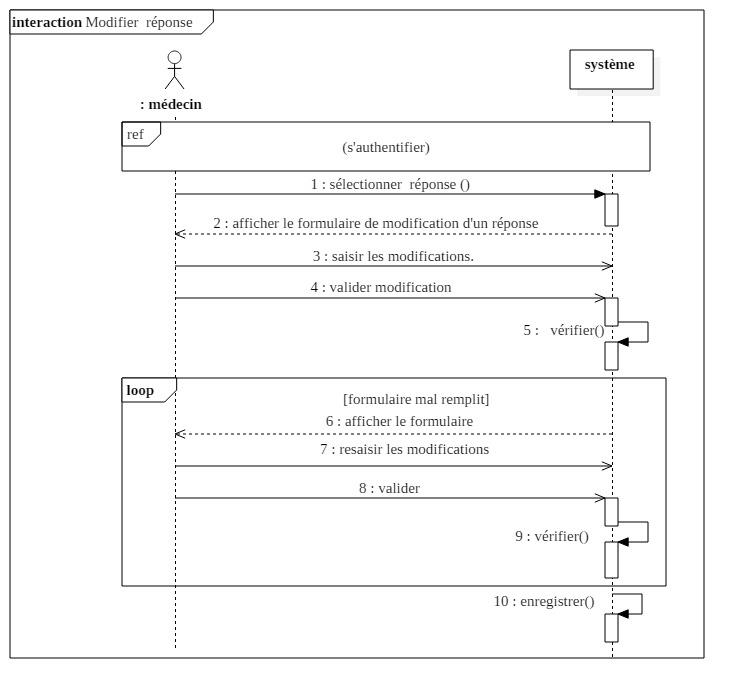 interaction Modifier réponse
système
: médecin
ref
(s'authentifier)
1 : sélectionner réponse ()
2 : afficher le formulaire de modification d'un réponse
3 : saisir les modifications.
4 : valider modification
5 : vérifier()
loop
[formulaire mal remplit]
6 : afficher le formulaire
7 : resaisir les modifications
8 : valider
9 : vérifier()
10 : enregistrer()